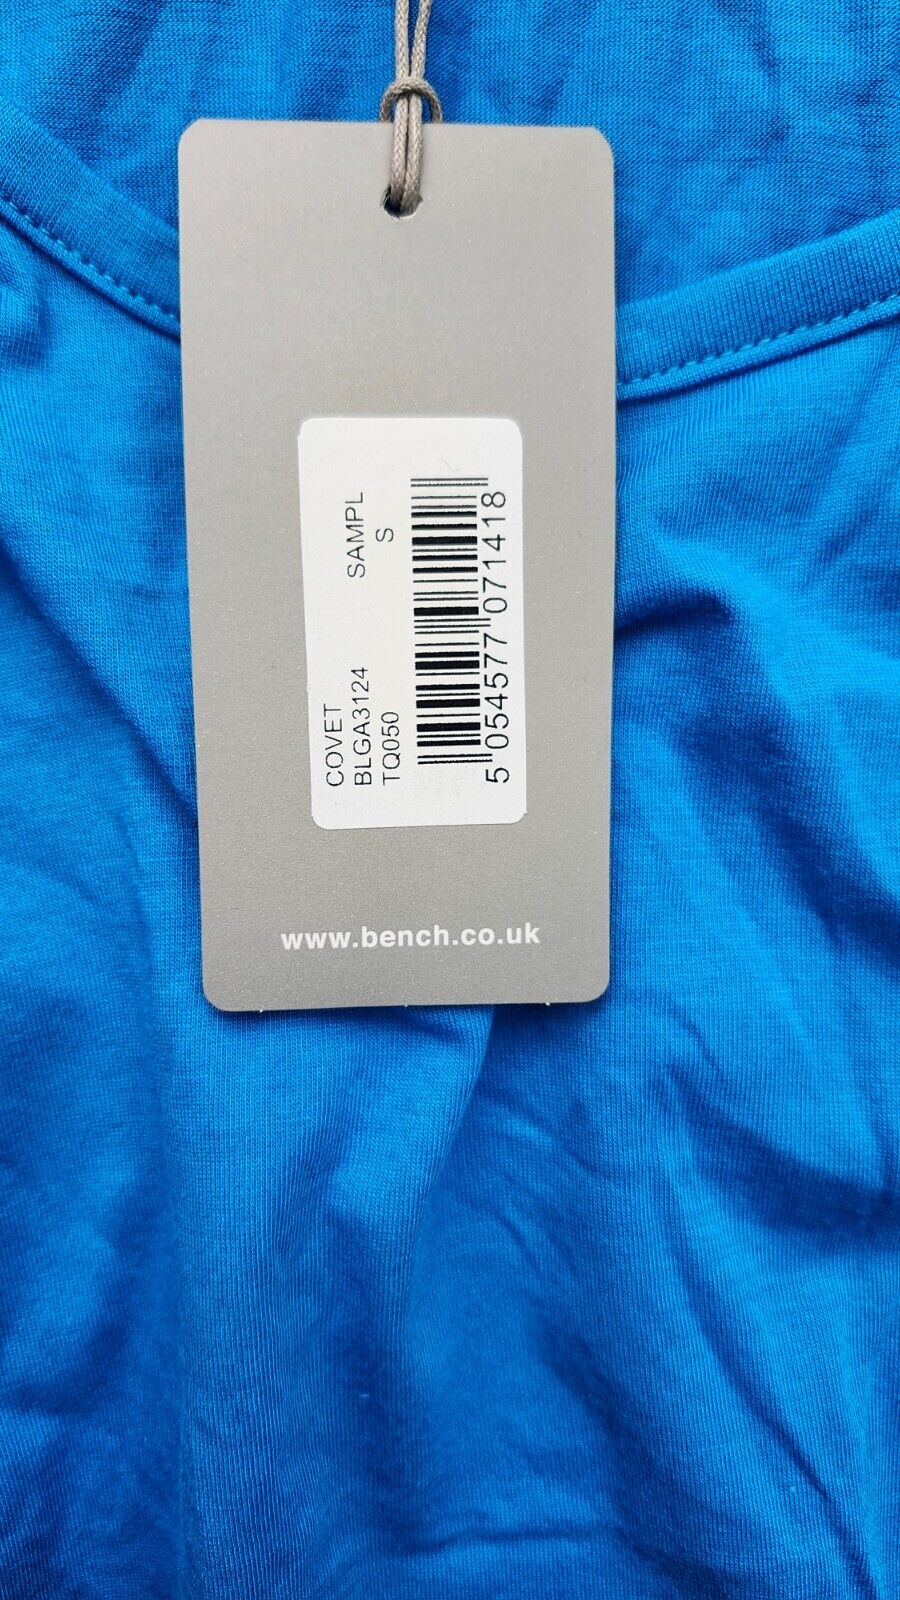 COVET
BLGA3124 SAMPL
TQ050 S
5 054577 071418
www.bench.co.uk